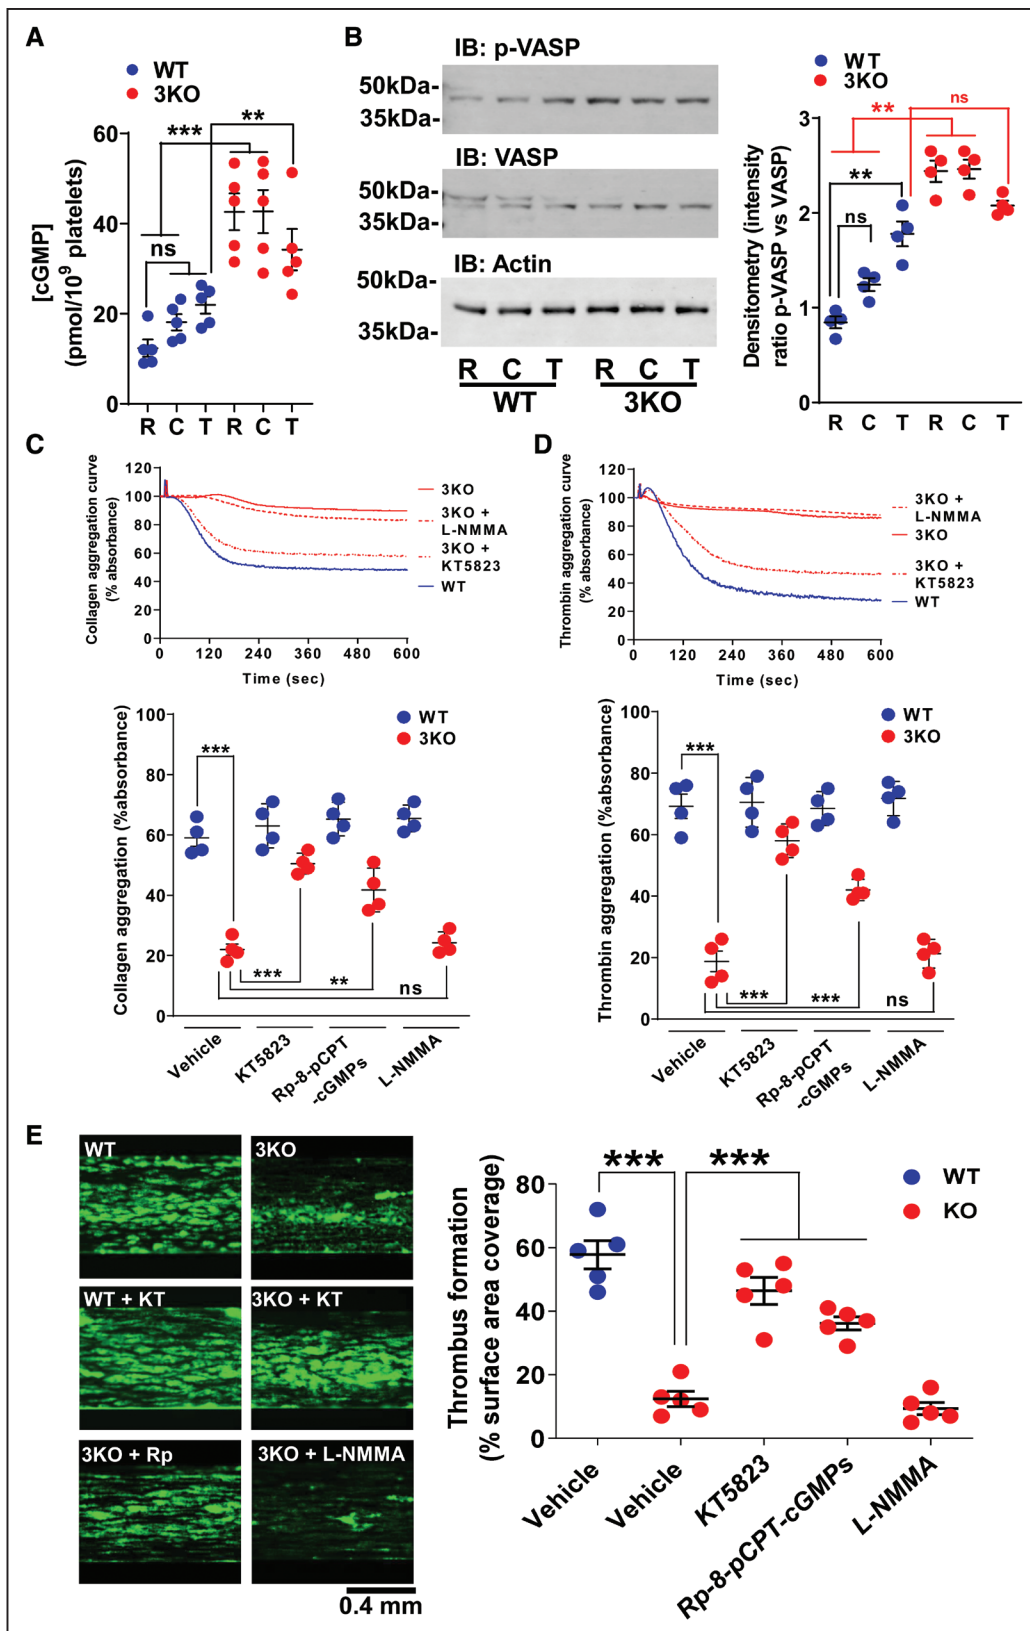 A
WT
3KO
[cGMP]
(pmol/10⁹ platelets)
60
40
20
0
***
**
ns
R C T R C T
B
IB: p-VASP
50kDa-
35kDa-
IB: VASP
50kDa-
35kDa-
IB: Actin
50kDa-
35kDa-
R C T R C T
WT 3KO
WT
3KO
Densitometry (intensity
ratio p-VASP vs VASP)
3
2
1
0
**
ns
**
ns
R C T R C T
C
Collagen aggregation curve
(% absorbance)
120
100
80
60
40
20
0
0 120 240 360 480 600
Time (sec)
3KO
3KO +
L-NMMA
3KO +
KT5823
WT
D
Thrombin aggregation curve
(% absorbance)
120
100
80
60
40
20
0
0 120 240 360 480 600
Time (sec)
3KO +
L-NMMA
3KO
3KO +
KT5823
WT
Collagen aggregation (%absorbance)
100
80
60
40
20
0
WT
3KO
***
***
**
ns
Vehicle
KT5823
Rp-8-pCPT
-cGMPs
L-NMMA
Thrombin aggregation (%absorbance)
100
80
60
40
20
0
WT
3KO
***
***
***
ns
Vehicle
KT5823
Rp-8-pCPT
-cGMPs
L-NMMA
E
WT
3KO
WT + KT
3KO + KT
3KO + Rp
3KO + L-NMMA
0.4 mm
Thrombus formation
(% surface area coverage)
80
60
40
20
0
***
***
WT
KO
Vehicle
Vehicle
KT5823
Rp-8-pCPT-cGMPs
L-NMMA